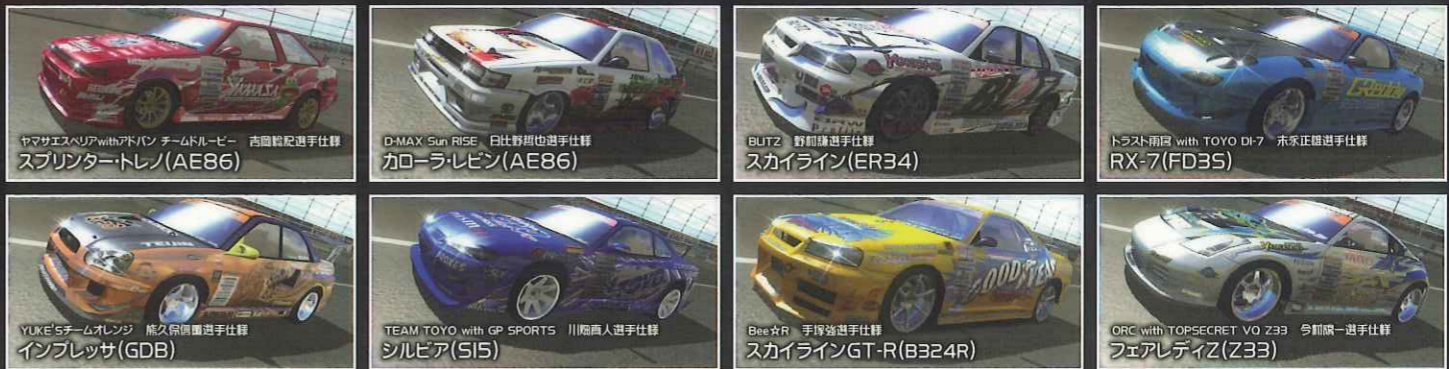 ヤマサエスペリアwithアドバン チームドルーピー 吉岡稔記選手仕様
スプリンター・トレノ(AE86)
D-MAX Sun RISE 日比野哲也選手仕様
カローラ・レビン(AE86)
BLITZ 野村謙選手仕様
スカイライン(ER34)
トラスト雨宮 with TOYO DI-7 末永正雄選手仕様
RX-7(FD3S)
YUKE'Sチームオレンジ 熊久保信重選手仕様
インプレッサ(GDB)
TEAM TOYO with GP SPORTS 川畑真人選手仕様
シルビア(S15)
Bee☆R 手塚強選手仕様
スカイラインGT-R(B324R)
ORC with TOPSECRET VQ Z33 今村陽一選手仕様
フェアレディZ(Z33)
YAMASA
BLITZ
GREDDY
TEIN
TOYO
GOODYEAR